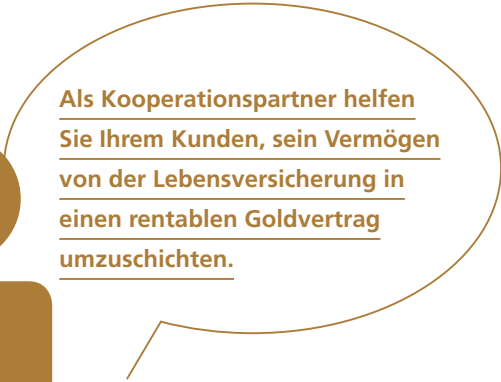 Als Kooperationspartner helfen
Sie Ihrem Kunden, sein Vermögen
von der Lebensversicherung in
einen rentablen Goldvertrag
umzuschichten.